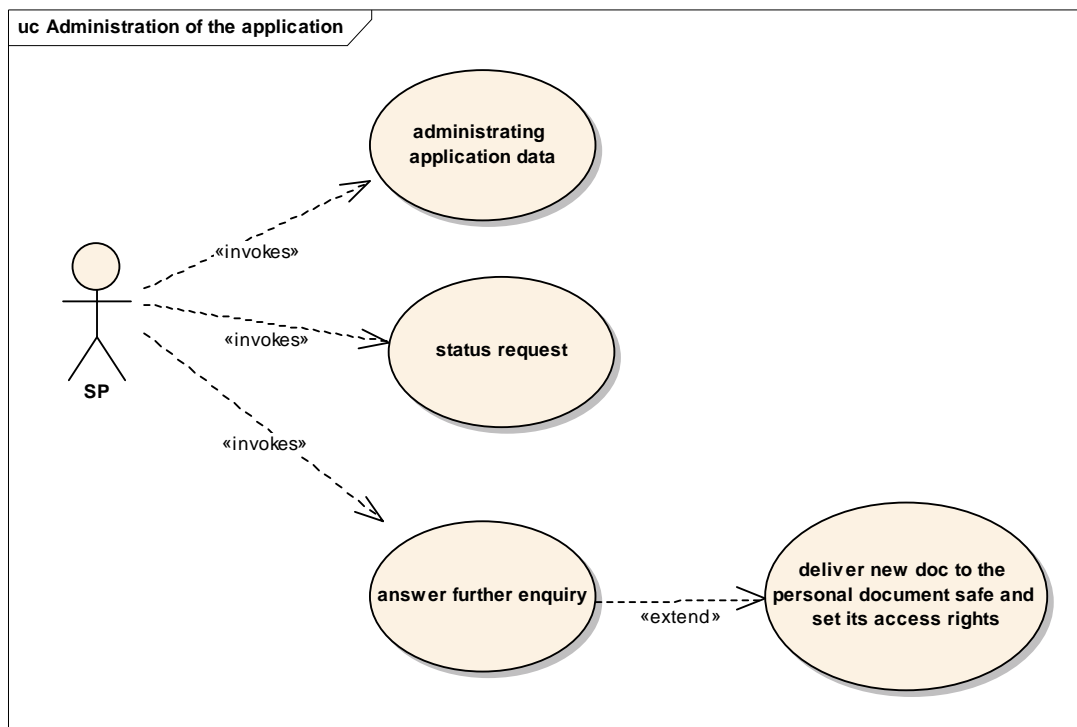 uc Administration of the application
administrating
application data
«invokes»
«invokes»
status request
SP
«invokes»
answer further enquiry
«extend»
deliver new doc to the
personal document safe and
set its access rights